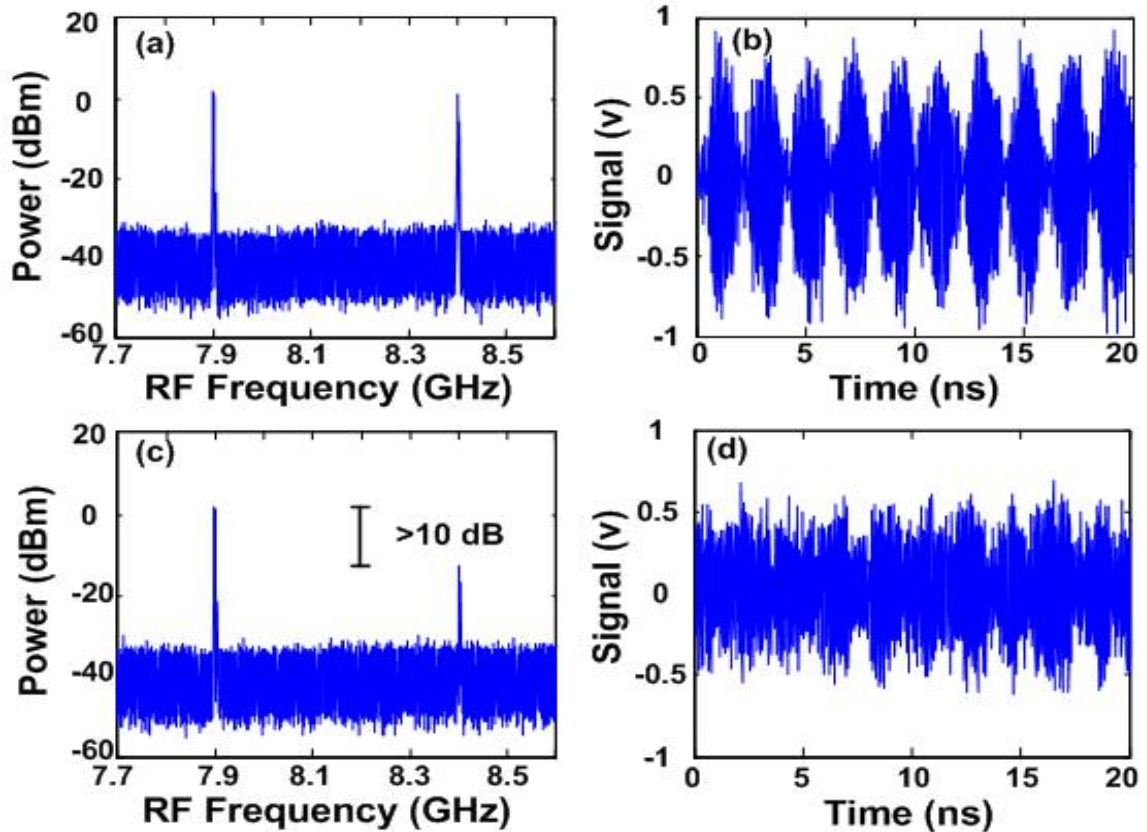 20
(a)
0
-20
-40
-60
Power (dBm)
7.7 7.9 8.1 8.3 8.5
RF Frequency (GHz)
1
(b)
0.5
0
-0.5
-1
Signal (v)
0 5 10 15 20
Time (ns)
20
(c)
0
>10 dB
-20
-40
-60
Power (dBm)
7.7 7.9 8.1 8.3 8.5
RF Frequency (GHz)
1
(d)
0.5
0
-0.5
-1
Signal (v)
0 5 10 15 20
Time (ns)